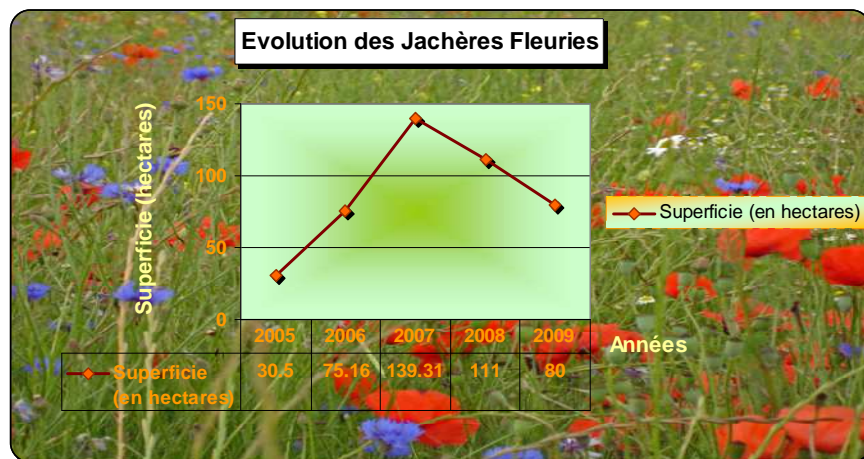 Evolution des Jachères Fleuries
Superficie (hectares)
150
100
50
0
2005 2006 2007 2008 2009
Années
Superficie (en hectares) 30.5 75.16 139.31 111 80
Superficie (en hectares)